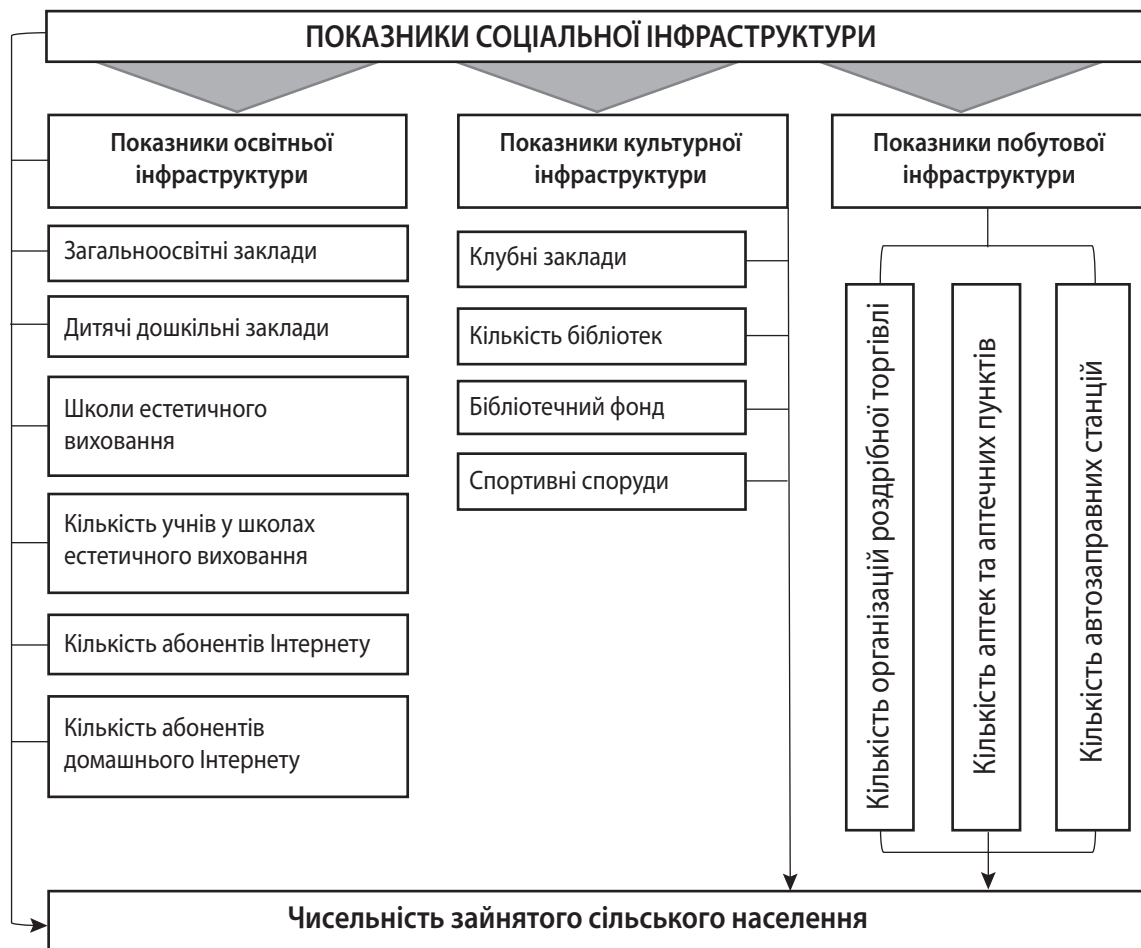 ПОКАЗНИКИ СОЦІАЛЬНОЇ ІНФРАСТРУКТУРИ
Показники освітньої
інфраструктури
Загальноосвітні заклади
Дитячі дошкільні заклади
Школи естетичного
виховання
Кількість учнів у школах
естетичного виховання
Кількість абонентів Інтернету
Кількість абонентів
домашнього Інтернету
Показники культурної
інфраструктури
Клубні заклади
Кількість бібліотек
Бібліотечний фонд
Спортивні споруди
Показники побутової
інфраструктури
Кількість організацій роздрібної торгівлі
Кількість аптек та аптечних пунктів
Кількість автозаправних станцій
Чисельність зайнятого сільського населення